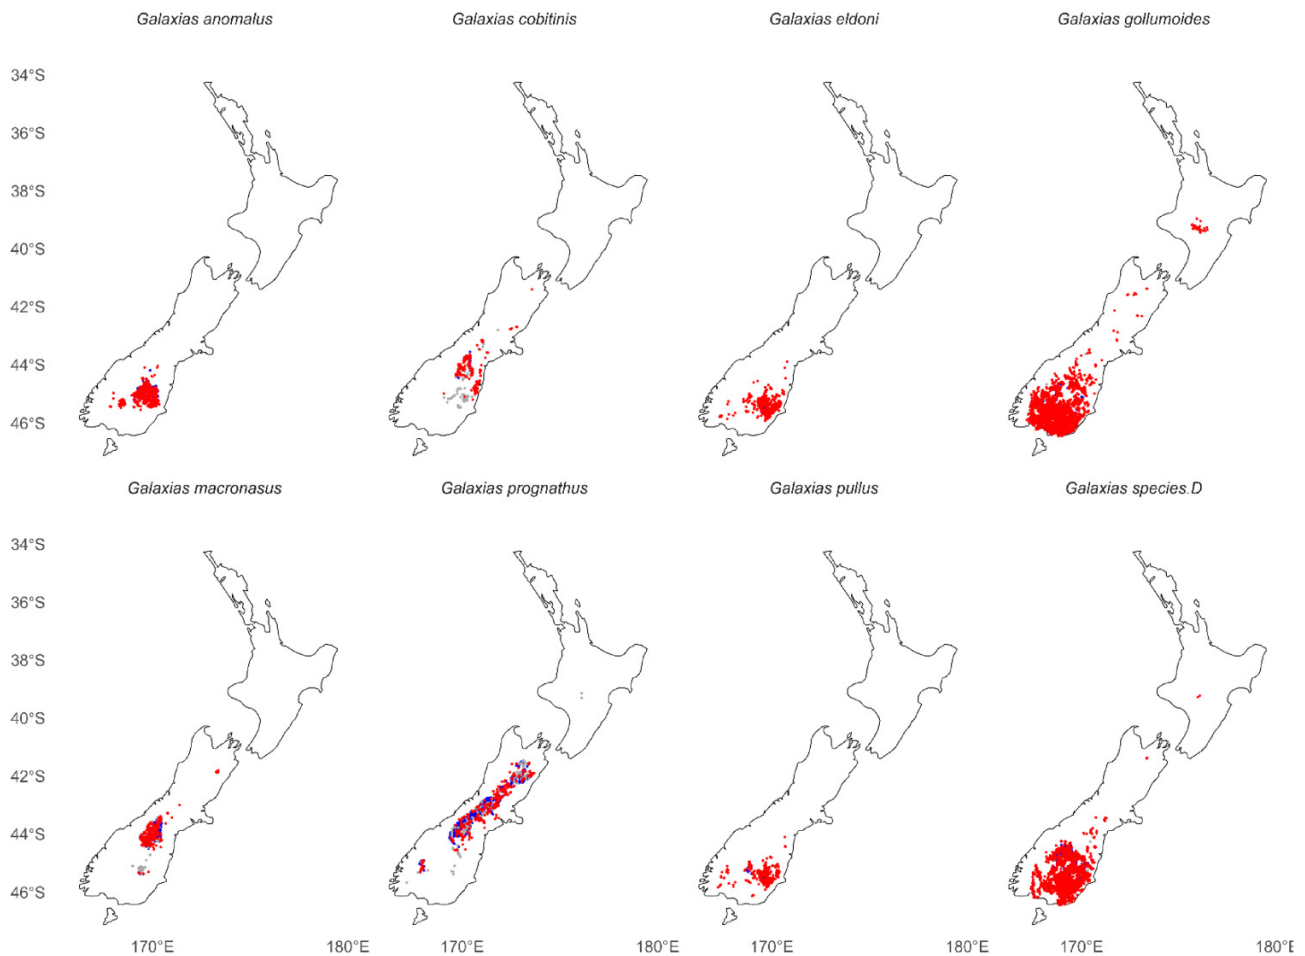 Galaxias anomalus Galaxias cobitinis Galaxias eldoni Galaxias gollumoides
34°S
36°S
38°S
40°S
42°S
44°S
46°S
Galaxias macronasus Galaxias prognathus Galaxias pullus Galaxias species.D
34°S
36°S
38°S
40°S
42°S
44°S
46°S
170°E 180°E 170°E 180°E 170°E 180°E 170°E 180°E